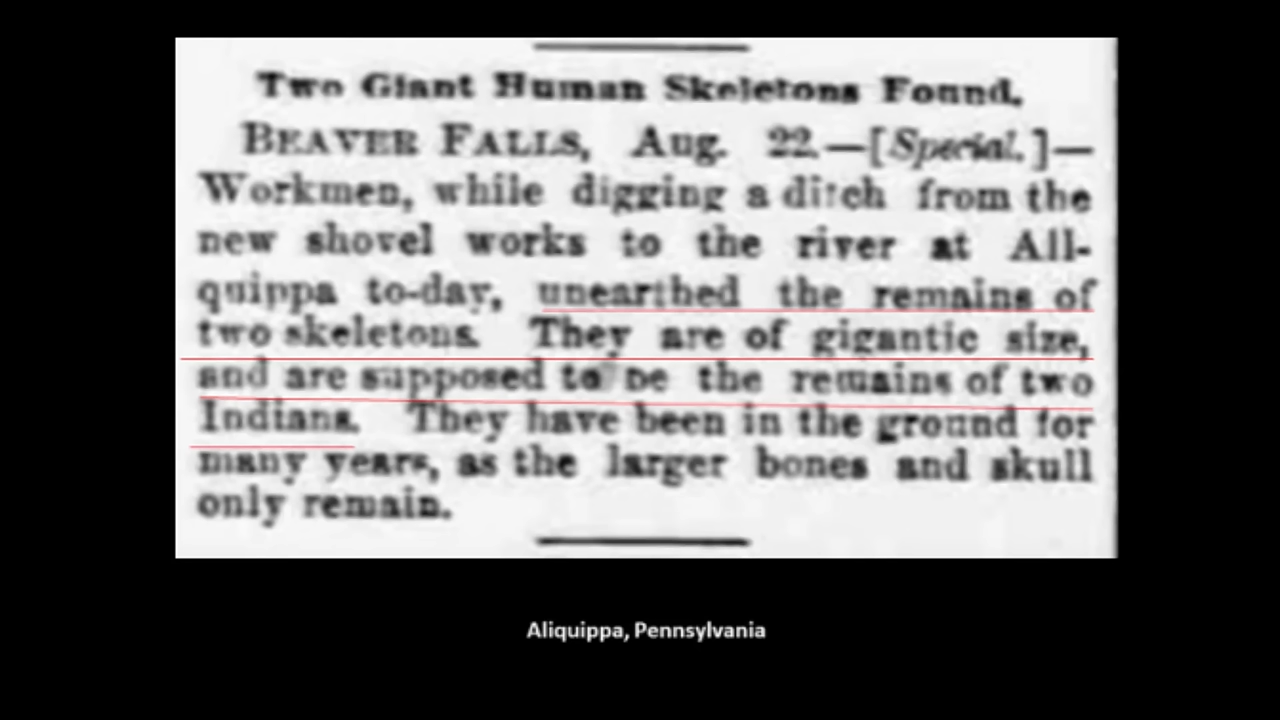 Two Giant Human Skeletons Found.
BEAVER FALLS, Aug. 22.—[Special.]—
Workmen, while digging a ditch from the
new shovel works to the river at All-
quippa to-day, unearthed the remains of
two skeletons. They are of gigantic size,
and are supposed to be the remains of two
Indians. They have been in the ground for
many years, as the larger bones and skull
only remain.
Aliquippa, Pennsylvania